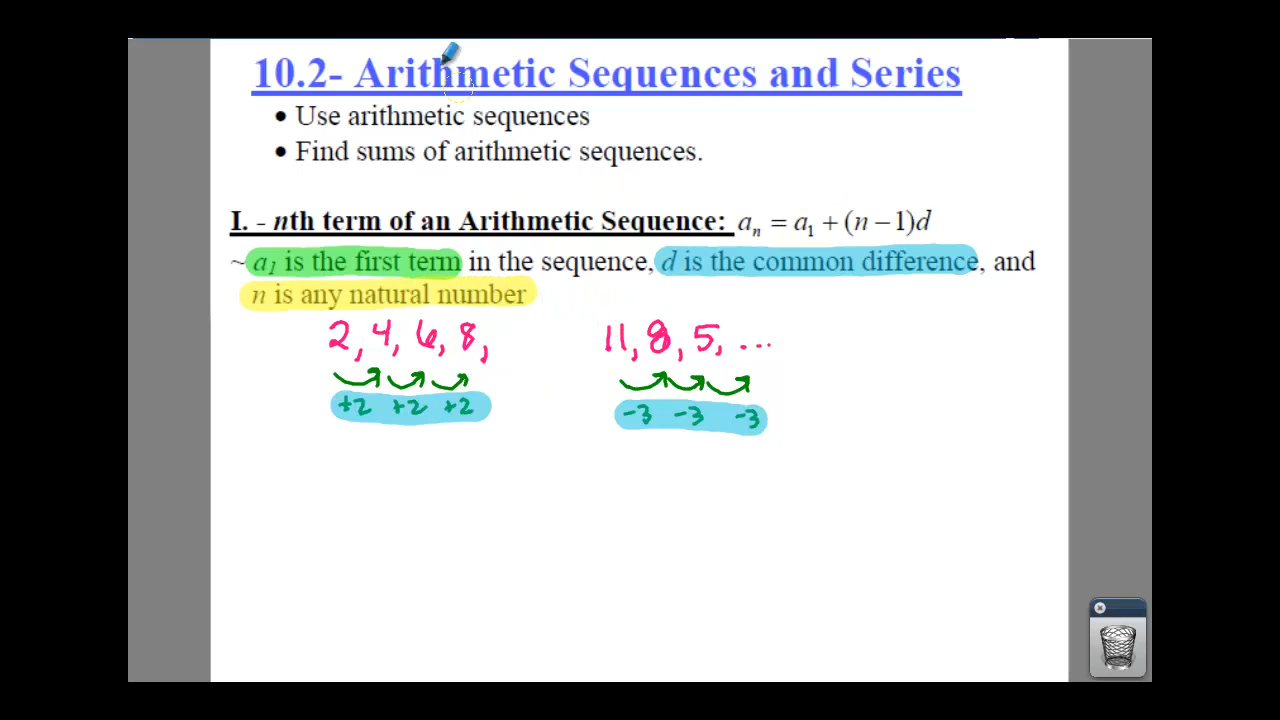 10.2- Arithmetic Sequences and Series
• Use arithmetic sequences
• Find sums of arithmetic sequences.
I. - nth term of an Arithmetic Sequence: aₙ = a₁ + (n − 1)d
~ a₁ is the first term in the sequence, d is the common difference, and
n is any natural number
2, 4, 6, 8, 11, 8, 5, ...
+2 +2 +2 -3 -3 -3